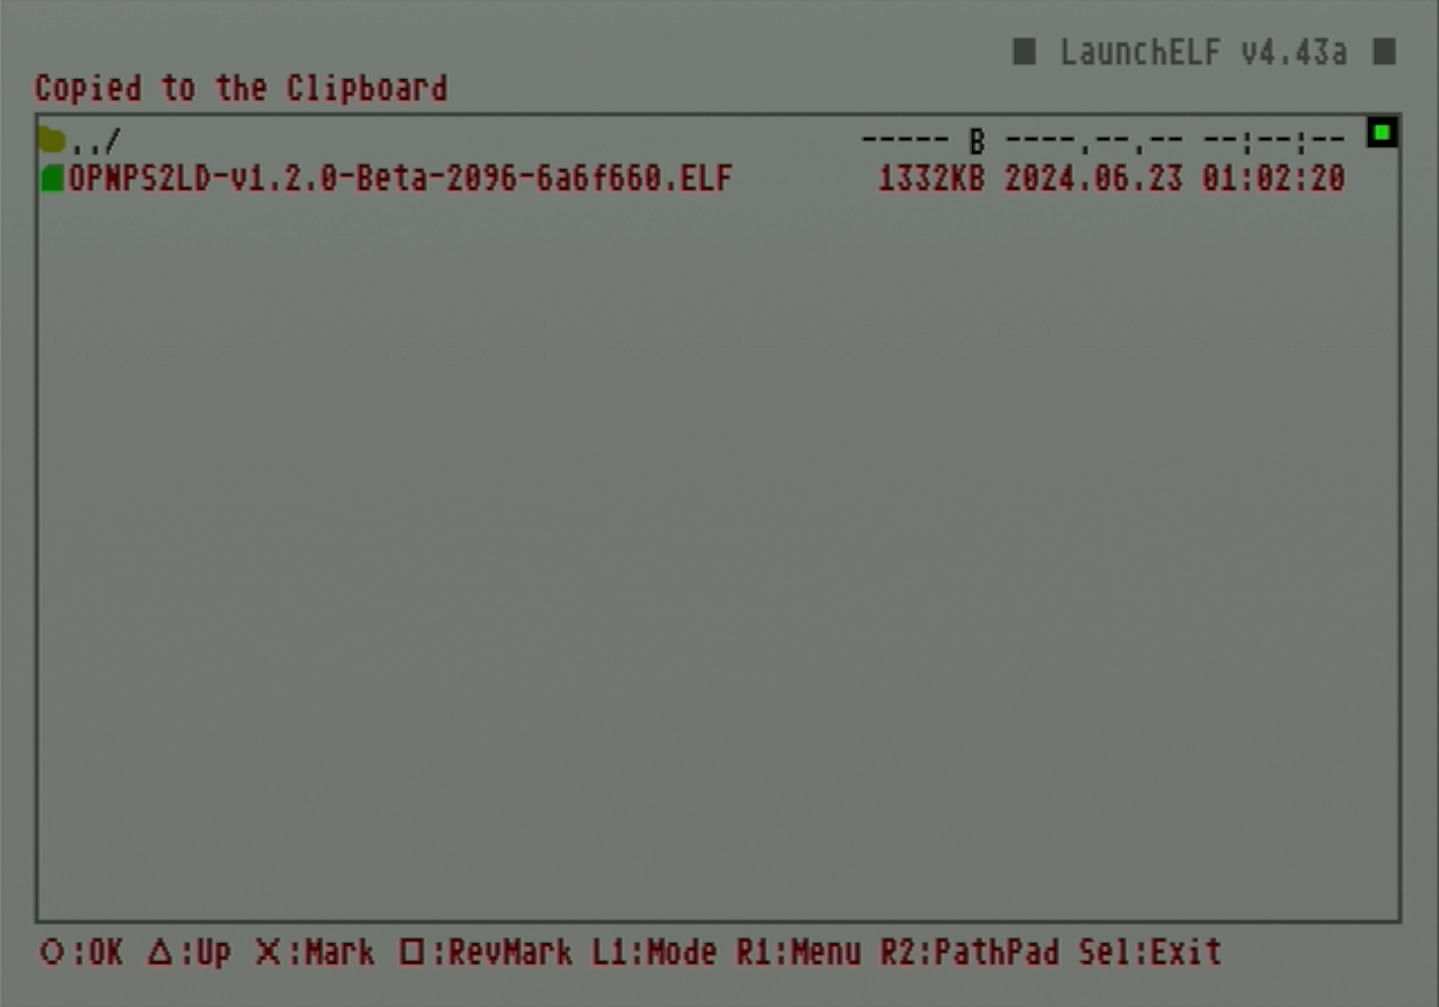 ■ LaunchELF v4.43a ■
Copied to the Clipboard
../ ----- B ----.--.-- --:--:--
OPNPS2LD-v1.2.0-Beta-2096-6a6f660.ELF 1332KB 2024.06.23 01:02:20
○:OK △:Up X:Mark □:RevMark L1:Mode R1:Menu R2:PathPad Sel:Exit